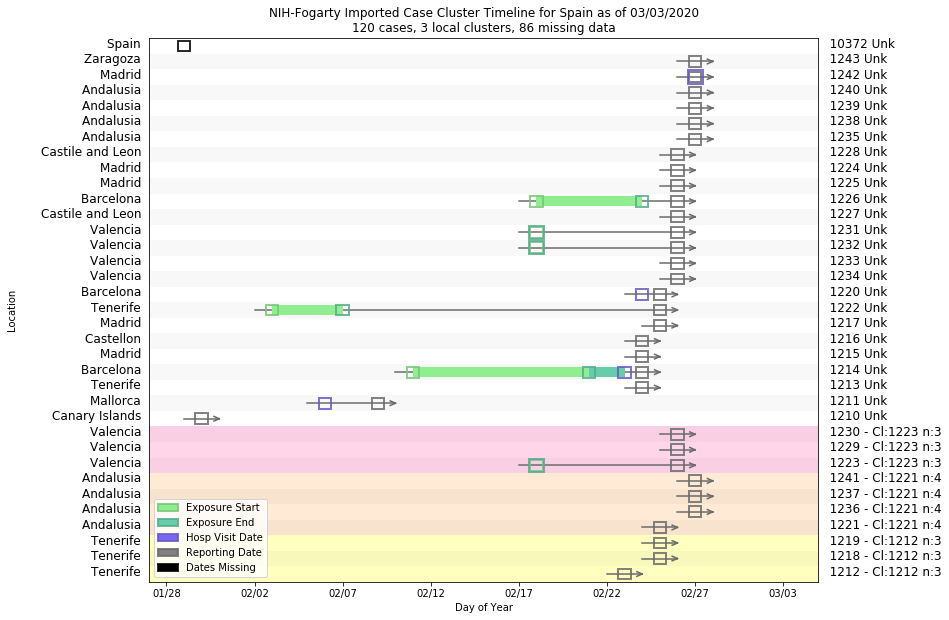 NIH-Fogarty Imported Case Cluster Timeline for Spain as of 03/03/2020
120 cases, 3 local clusters, 86 missing data
Spain 10372 Unk
Zaragoza 1243 Unk
Madrid 1242 Unk
Andalusia 1240 Unk
Andalusia 1239 Unk
Andalusia 1238 Unk
Andalusia 1235 Unk
Castile and Leon 1228 Unk
Madrid 1224 Unk
Madrid 1225 Unk
Barcelona 1226 Unk
Castile and Leon 1227 Unk
Valencia 1231 Unk
Valencia 1232 Unk
Valencia 1233 Unk
Valencia 1234 Unk
Barcelona 1220 Unk
Tenerife 1222 Unk
Madrid 1217 Unk
Castellon 1216 Unk
Madrid 1215 Unk
Barcelona 1214 Unk
Tenerife 1213 Unk
Mallorca 1211 Unk
Canary Islands 1210 Unk
Valencia 1230 - Cl:1223 n:3
Valencia 1229 - Cl:1223 n:3
Valencia 1223 - Cl:1223 n:3
Andalusia 1241 - Cl:1221 n:4
Andalusia 1237 - Cl:1221 n:4
Andalusia 1236 - Cl:1221 n:4
Andalusia 1221 - Cl:1221 n:4
Tenerife 1219 - Cl:1212 n:3
Tenerife 1218 - Cl:1212 n:3
Tenerife 1212 - Cl:1212 n:3
Location
Exposure Start
Exposure End
Hosp Visit Date
Reporting Date
Dates Missing
01/28 02/02 02/07 02/12 02/17 02/22 02/27 03/03
Day of Year